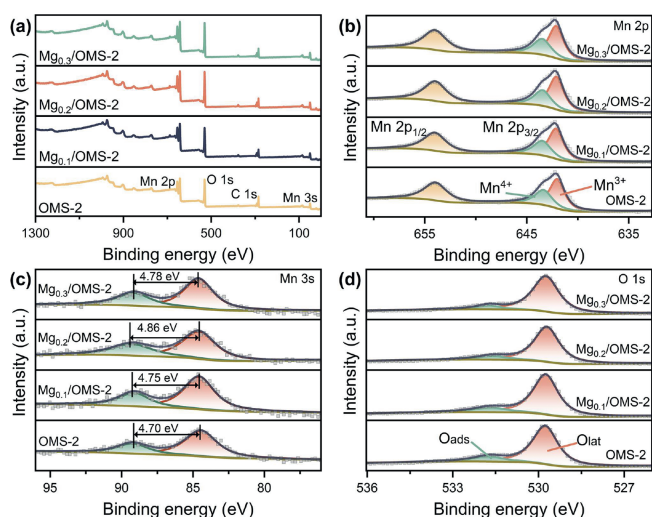 (a)
Intensity (a.u.)
Mg0.3/OMS-2
Mg0.2/OMS-2
Mg0.1/OMS-2
Mn 2p
O 1s
C 1s
Mn 3s
OMS-2
1300 900 500 100
Binding energy (eV)
(b)
Intensity (a.u.)
Mn 2p
Mg0.3/OMS-2
Mg0.2/OMS-2
Mn 2p1/2
Mn 2p3/2
Mg0.1/OMS-2
Mn4+
Mn3+
OMS-2
655 645 635
Binding energy (eV)
(c)
Intensity (a.u.)
Mn 3s
4.78 eV
Mg0.3/OMS-2
4.86 eV
Mg0.2/OMS-2
4.75 eV
Mg0.1/OMS-2
4.70 eV
OMS-2
95 90 85 80
Binding energy (eV)
(d)
Intensity (a.u.)
O 1s
Mg0.3/OMS-2
Mg0.2/OMS-2
Mg0.1/OMS-2
Oads
Olat
OMS-2
536 533 530 527
Binding energy (eV)